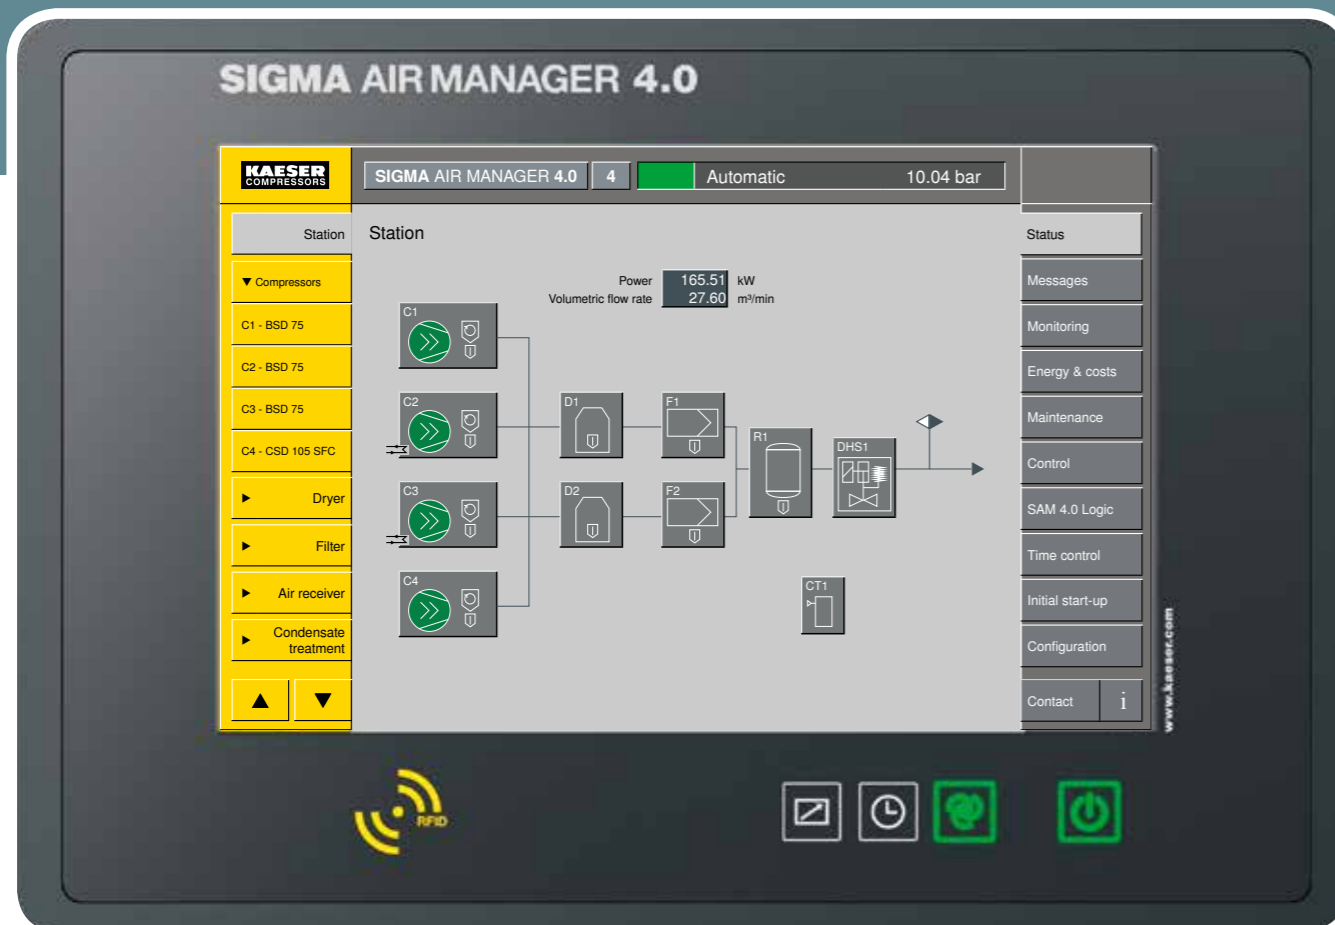 SIGMA AIR MANAGER 4.0
KAESER
COMPRESSORS
SIGMA AIR MANAGER 4.0
4
Automatic
10.04 bar
Station
▼ Compressors
C1 - BSD 75
C2 - BSD 75
C3 - BSD 75
C4 - CSD 105 SFC
► Dryer
► Filter
► Air receiver
► Condensate
treatment
▲ ▼
Station
Power 165.51 kW
Volumetric flow rate 27.60 m³/min
C1
C2
D1
F1
R1
DHS1
C3
D2
F2
C4
CT1
Status
Messages
Monitoring
Energy & costs
Maintenance
Control
SAM 4.0 Logic
Time control
Initial start-up
Configuration
Contact i
www.kaeser.com
RFID